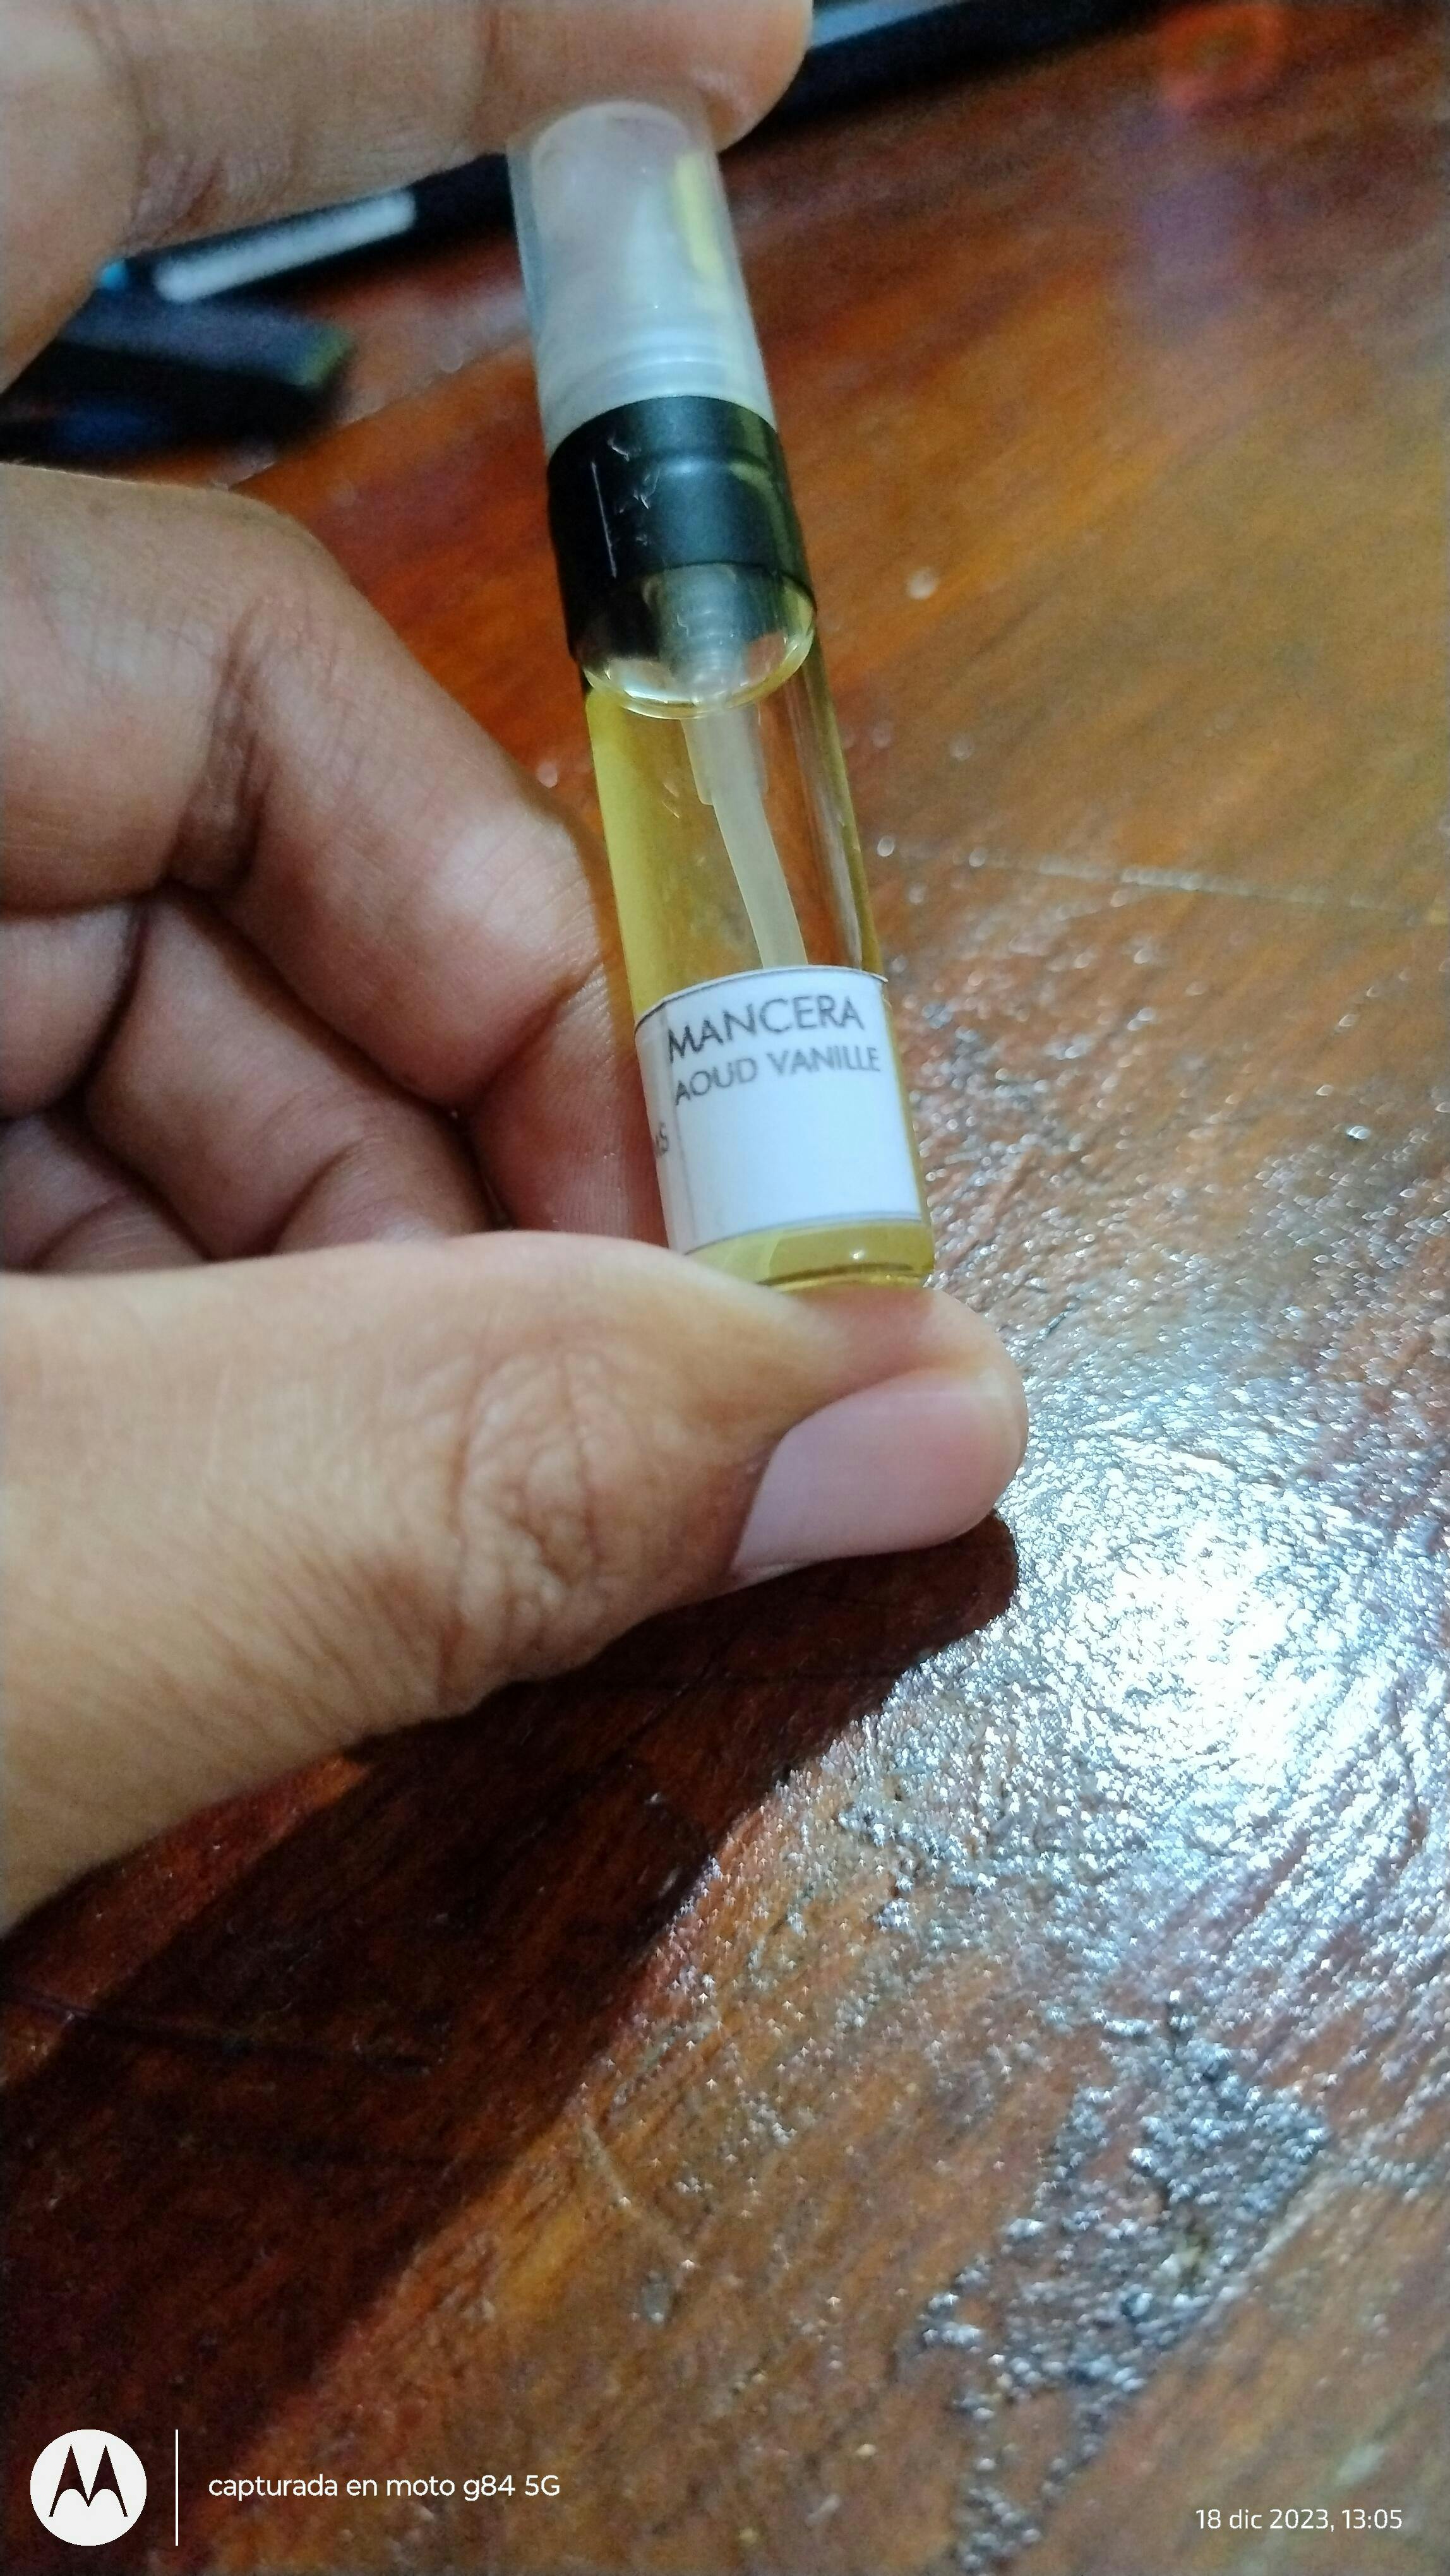 MANCERA
AOUD VANILLE
capturada en moto g84 5G
18 dic 2023, 13:05